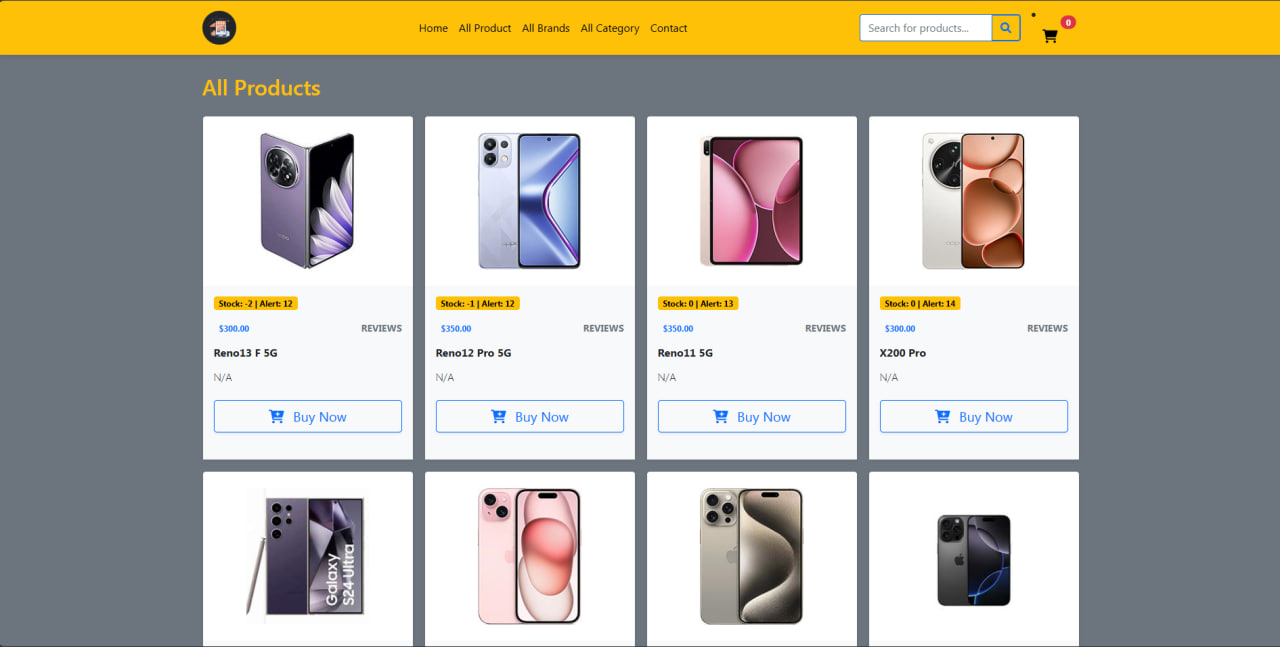 Home All Product All Brands All Category Contact Search for products... 0
All Products
Stock: -2 | Alert: 12
$300.00 REVIEWS
Reno13 F 5G
N/A
Buy Now
Stock: -1 | Alert: 12
$350.00 REVIEWS
Reno12 Pro 5G
N/A
Buy Now
Stock: 0 | Alert: 13
$350.00 REVIEWS
Reno11 5G
N/A
Buy Now
oppo
Stock: 0 | Alert: 14
$300.00 REVIEWS
X200 Pro
N/A
Buy Now
Galaxy
S24 Ultra